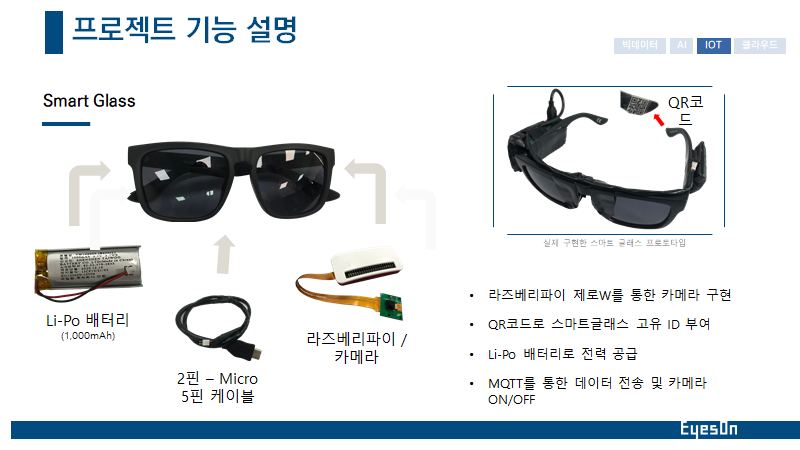 프로젝트 기능 설명
빅데이터
AI
IOT
클라우드
Smart Glass
QR코
드
실제 구현한 스마트 글래스 프로토타입
Li-Po 배터리
(1,000mAh)
2핀 – Micro
5핀 케이블
라즈베리파이 /
카메라
• 라즈베리파이 제로W를 통한 카메라 구현
• QR코드로 스마트글래스 고유 ID 부여
• Li-Po 배터리로 전력 공급
• MQTT를 통한 데이터 전송 및 카메라
ON/OFF
EyesOn